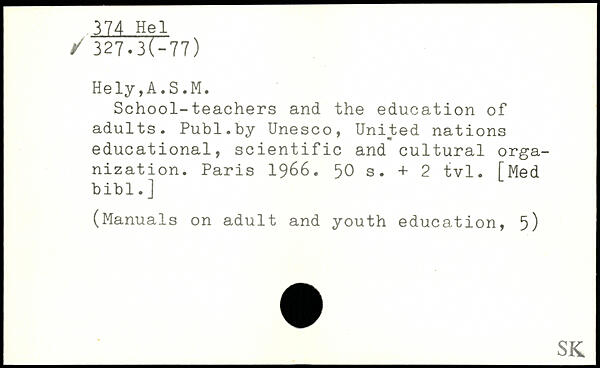 374 Hel
✓ 327.3(-77)
Hely,A.S.M.
School-teachers and the education of
adults. Publ.by Unesco, United nations
educational, scientific and cultural orga-
nization. Paris 1966. 50 s. + 2 tvl. [Med
bibl.]
(Manuals on adult and youth education, 5)
SK